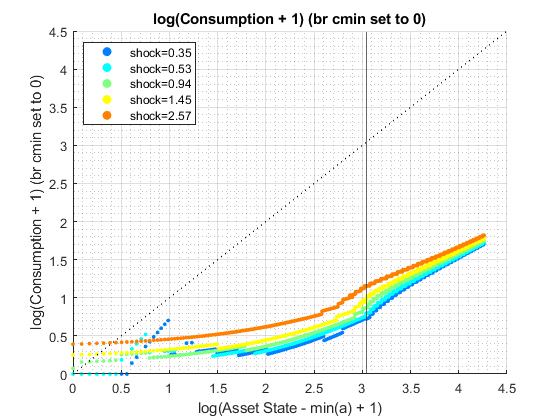 log(Consumption + 1) (br cmin set to 0)
4.5
4
3.5
3
2.5
2
1.5
1
0.5
0
log(Consumption + 1) (br cmin set to 0)
shock=0.35
shock=0.53
shock=0.94
shock=1.45
shock=2.57
0 0.5 1 1.5 2 2.5 3 3.5 4 4.5
log(Asset State - min(a) + 1)